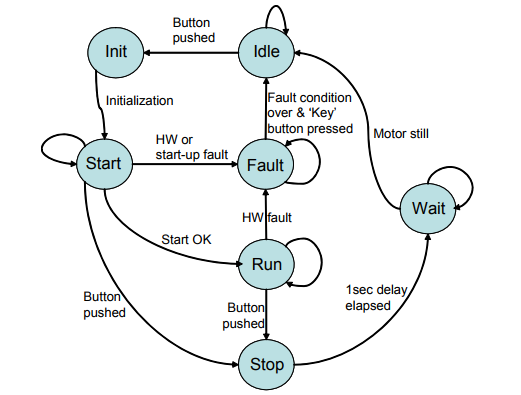 Button
pushed
Init
Idle
Initialization
Fault condition
over & ‘Key’
button pressed
HW or
start-up fault
Motor still
Start
Fault
Wait
HW fault
Start OK
Run
Button
pushed
Button
pushed
1sec delay
elapsed
Stop